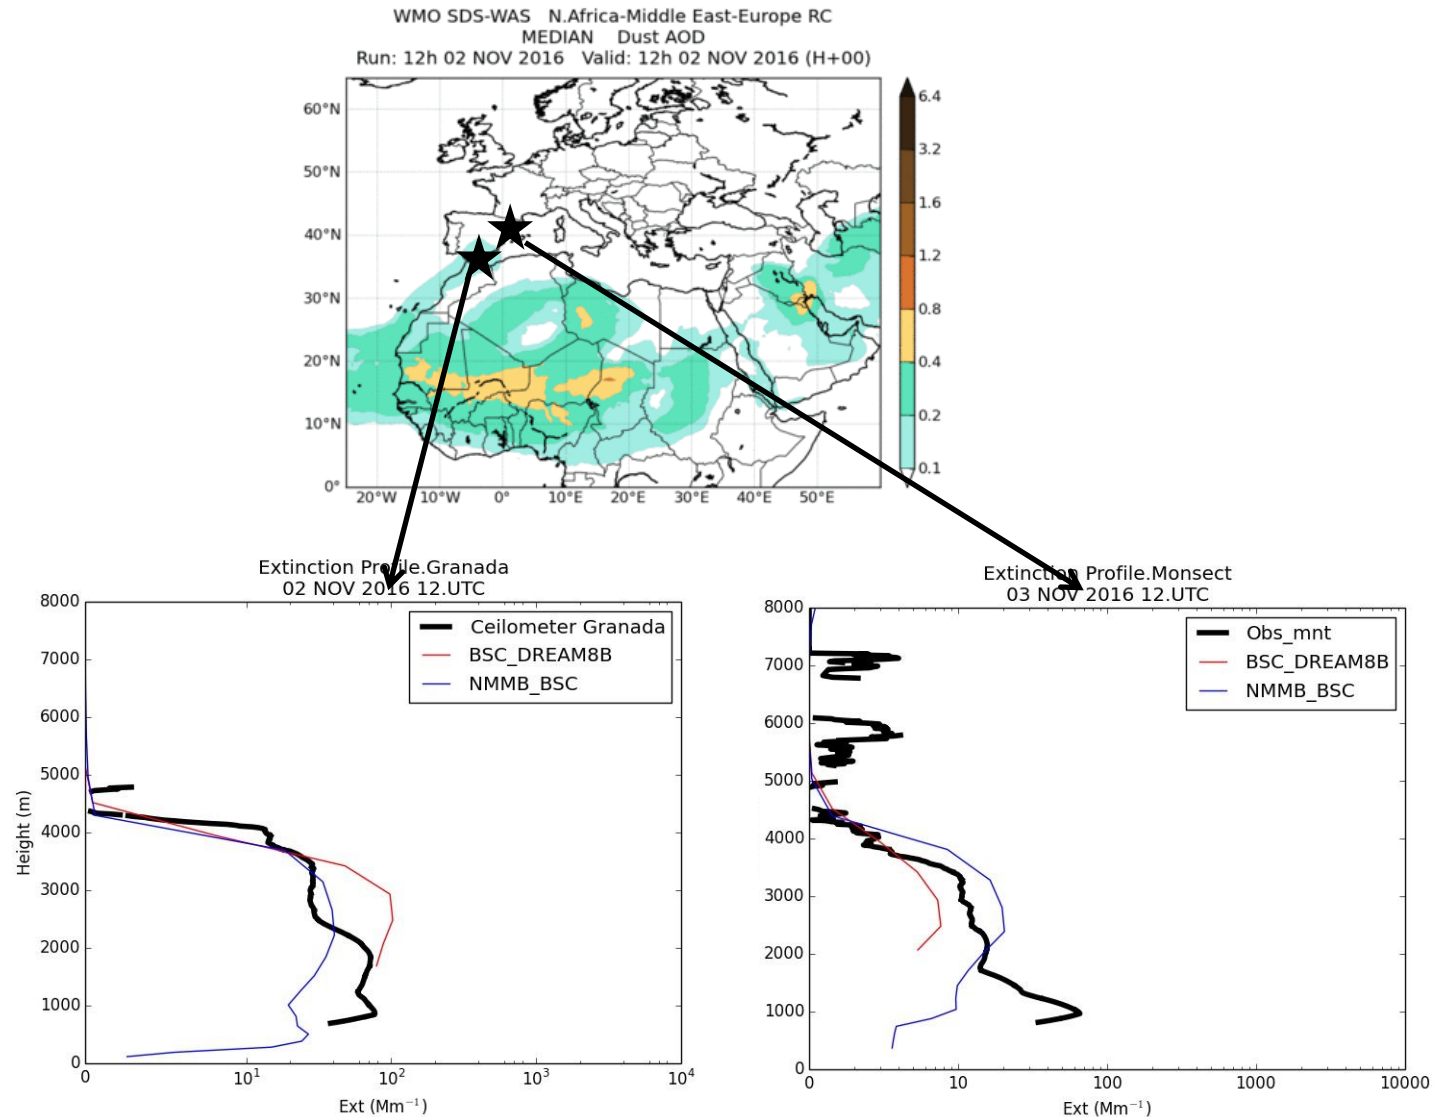 WMO SDS-WAS   N.Africa-Middle East-Europe RC
MEDIAN    Dust AOD
Run: 12h 02 NOV 2016   Valid: 12h 02 NOV 2016 (H+00)
60°N
50°N
40°N
30°N
20°N
10°N
0°
20°W 10°W 0° 10°E 20°E 30°E 40°E 50°E
6.4
3.2
1.6
1.2
0.8
0.4
0.2
0.1
Extinction Profile.Granada
02 NOV 2016 12.UTC
8000
7000
6000
5000
4000
3000
2000
1000
0
Height (m)
Ceilometer Granada
BSC_DREAM8B
NMMB_BSC
0 10¹ 10² 10³ 10⁴
Ext (Mm⁻¹)
Extinction Profile.Monsect
03 NOV 2016 12.UTC
8000
7000
6000
5000
4000
3000
2000
1000
0
Obs_mnt
BSC_DREAM8B
NMMB_BSC
0 10 100 1000 10000
Ext (Mm⁻¹)